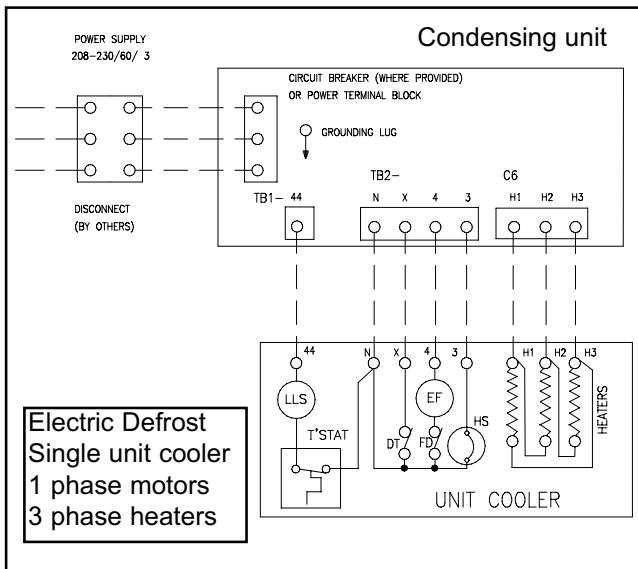 POWER SUPPLY
208-230/60/ 3
Condensing unit
CIRCUIT BREAKER (WHERE PROVIDED)
OR POWER TERMINAL BLOCK
GROUNDING LUG
DISCONNECT
(BY OTHERS)
TB1- 44
TB2-
N X 4 3
C6
H1 H2 H3
44 N X 4 3 H1 H2 H3
LLS
EF
HS
T'STAT
DT
FD
HEATERS
UNIT COOLER
Electric Defrost
Single unit cooler
1 phase motors
3 phase heaters